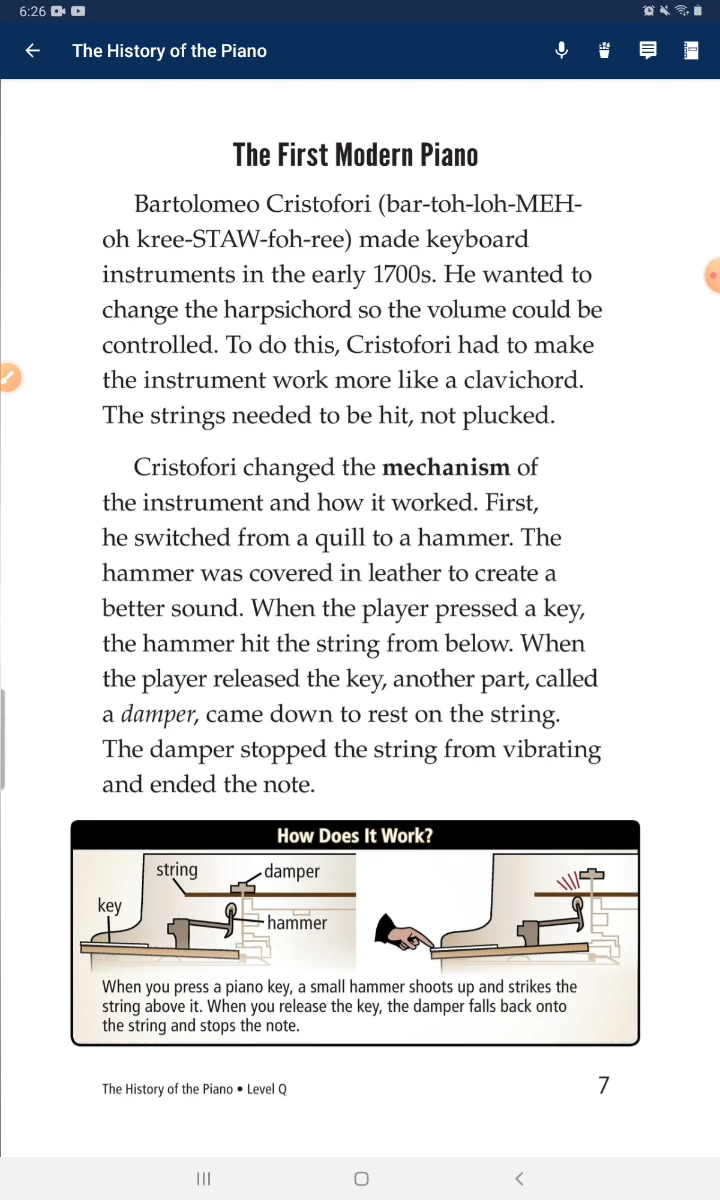 6:26
The History of the Piano
The First Modern Piano
Bartolomeo Cristofori (bar-toh-loh-MEH-
oh kree-STAW-foh-ree) made keyboard
instruments in the early 1700s. He wanted to
change the harpsichord so the volume could be
controlled. To do this, Cristofori had to make
the instrument work more like a clavichord.
The strings needed to be hit, not plucked.
Cristofori changed the mechanism of
the instrument and how it worked. First,
he switched from a quill to a hammer. The
hammer was covered in leather to create a
better sound. When the player pressed a key,
the hammer hit the string from below. When
the player released the key, another part, called
a damper, came down to rest on the string.
The damper stopped the string from vibrating
and ended the note.
How Does It Work?
string
damper
key
hammer
When you press a piano key, a small hammer shoots up and strikes the
string above it. When you release the key, the damper falls back onto
the string and stops the note.
The History of the Piano • Level Q
7